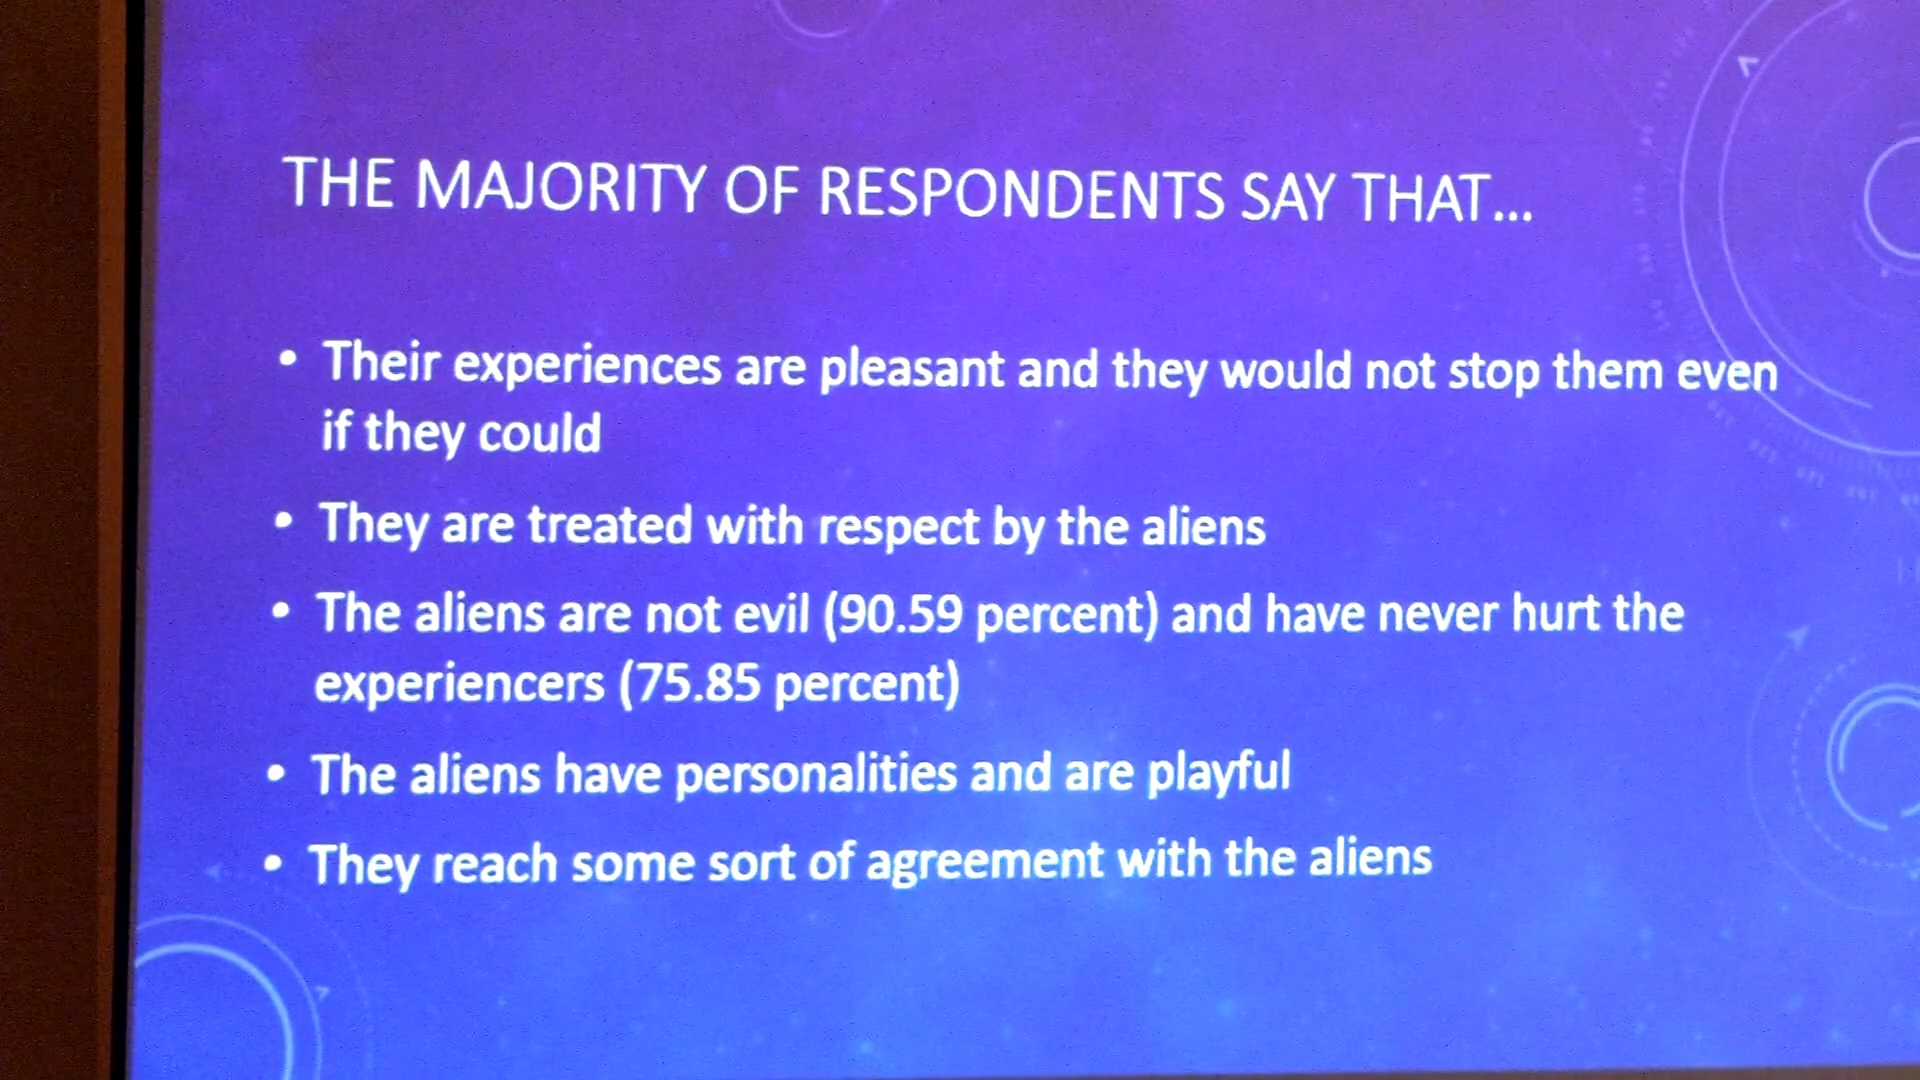 THE MAJORITY OF RESPONDENTS SAY THAT...
• Their experiences are pleasant and they would not stop them even
if they could
• They are treated with respect by the aliens
• The aliens are not evil (90.59 percent) and have never hurt the
experiencers (75.85 percent)
• The aliens have personalities and are playful
• They reach some sort of agreement with the aliens